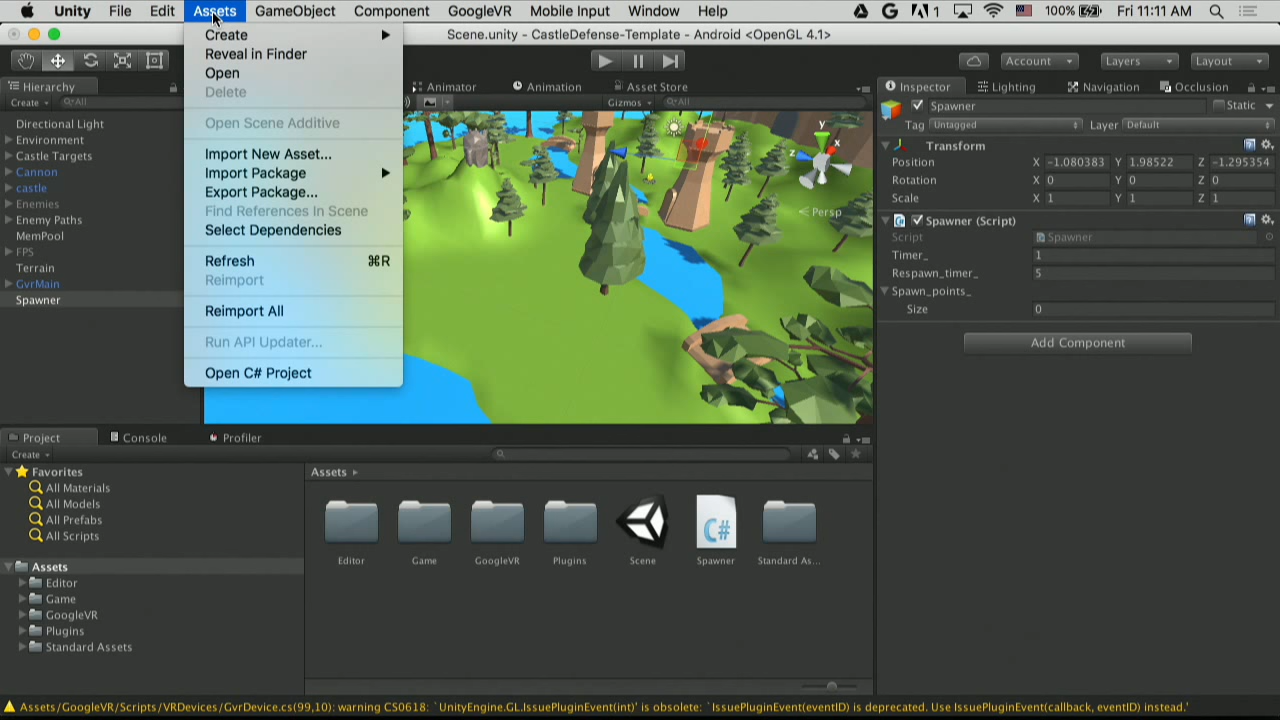 Unity File Edit Assets GameObject Component GoogleVR Mobile Input Window Help 1 100% Fri 11:11 AM
Scene.unity - CastleDefense-Template - Android <OpenGL 4.1>
Account Layers Layout
Create
Reveal in Finder
Open
Delete
Open Scene Additive
Import New Asset...
Import Package
Export Package...
Find References In Scene
Select Dependencies
Refresh ⌘R
Reimport
Reimport All
Run API Updater...
Open C# Project
Hierarchy
Create All
Directional Light
Environment
Castle Targets
Cannon
castle
Enemies
Enemy Paths
MemPool
FPS
Terrain
GvrMain
Spawner
Animator Animation Asset Store
Gizmos All
y
x
z
Persp
Inspector Lighting Navigation Occlusion
Spawner Static
Tag Untagged Layer Default
Transform
Position X -1.080383 Y 1.98522 Z -1.295354
Rotation X 0 Y 0 Z 0
Scale X 1 Y 1 Z 1
Spawner (Script)
Script Spawner
Timer_ 1
Respawn_timer_ 5
Spawn_points_
Size 0
Add Component
Project Console Profiler
Create
Favorites
All Materials
All Models
All Prefabs
All Scripts
Assets
Editor
Game
GoogleVR
Plugins
Standard Assets
Assets
C#
Editor Game GoogleVR Plugins Scene Spawner Standard As...
Assets/GoogleVR/Scripts/VRDevices/GvrDevice.cs(99,10): warning CS0618: `UnityEngine.GL.IssuePluginEvent(int)' is obsolete: `IssuePluginEvent(eventID) is deprecated. Use IssuePluginEvent(callback, eventID) instead.'